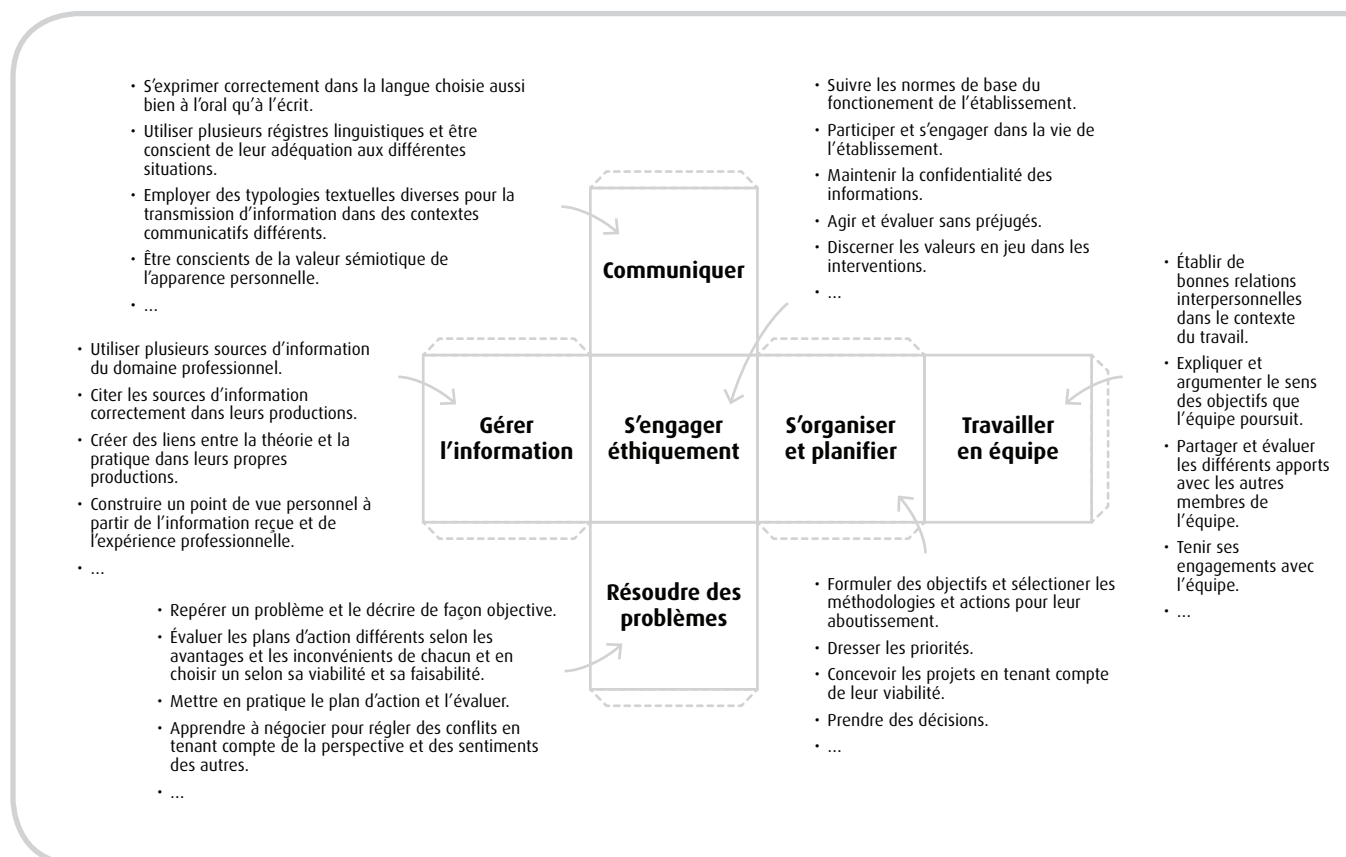 · S'exprimer correctement dans la langue choisie aussi
bien à l'oral qu'à l'écrit.
· Utiliser plusieurs régistres linguistiques et être
conscient de leur adéquation aux différentes
situations.
· Employer des typologies textuelles diverses pour la
transmission d'information dans des contextes
communicatifs différents.
· Être conscients de la valeur sémiotique de
l'apparence personnelle.
· ...
· Suivre les normes de base du
fonctionement de l'établissement.
· Participer et s'engager dans la vie de
l'établissement.
· Maintenir la confidentialité des
informations.
· Agir et évaluer sans préjugés.
· Discerner les valeurs en jeu dans les
interventions.
· ...
Communiquer
· Établir de
bonnes relations
interpersonnelles
dans le contexte
du travail.
· Expliquer et
argumenter le sens
des objectifs que
l'équipe poursuit.
· Partager et évaluer
les différents apports
avec les autres
membres de
l'équipe.
· Tenir ses
engagements avec
l'équipe.
· ...
· Utiliser plusieurs sources d'information
du domaine professionnel.
· Citer les sources d'information
correctement dans leurs productions.
· Créer des liens entre la théorie et la
pratique dans leurs propres
productions.
· Construire un point de vue personnel à
partir de l'information reçue et de
l'expérience professionnelle.
· ...
Gérer
l'information
S'engager
éthiquement
S'organiser
et planifier
Travailler
en équipe
Résoudre des
problèmes
· Repérer un problème et le décrire de façon objective.
· Évaluer les plans d'action différents selon les
avantages et les inconvénients de chacun et en
choisir un selon sa viabilité et sa faisabilité.
· Mettre en pratique le plan d'action et l'évaluer.
· Apprendre à négocier pour régler des conflits en
tenant compte de la perspective et des sentiments
des autres.
· ...
· Formuler des objectifs et sélectioner les
méthodologies et actions pour leur
aboutissement.
· Dresser les priorités.
· Concevoir les projets en tenant compte
de leur viabilité.
· Prendre des décisions.
· ...